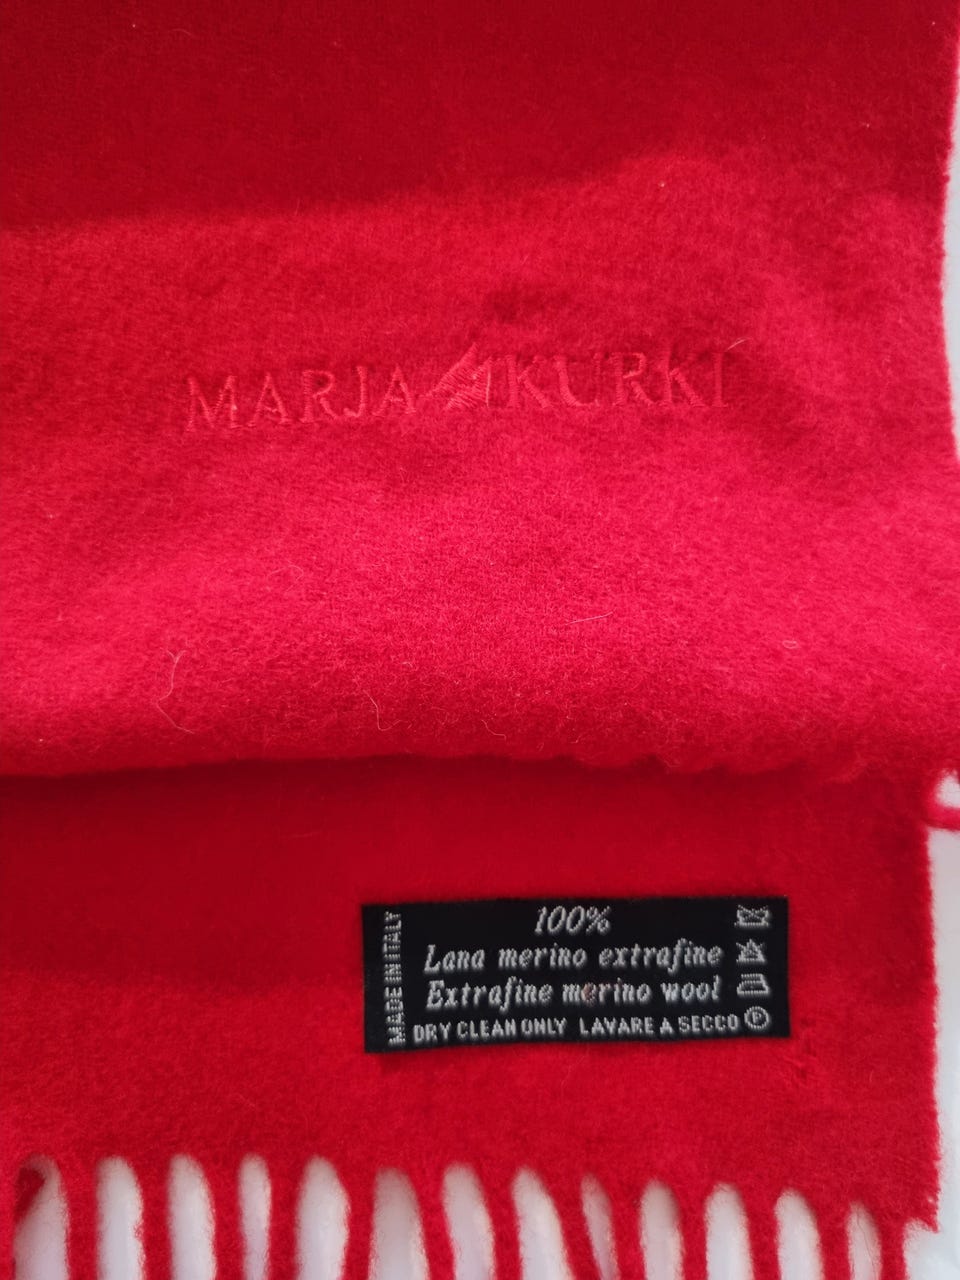 MARJA KURKI
MADE IN ITALY
100%
Lana merino extrafine
Extrafine merino wool
DRY CLEAN ONLY LAVARE A SECCO Ⓟ